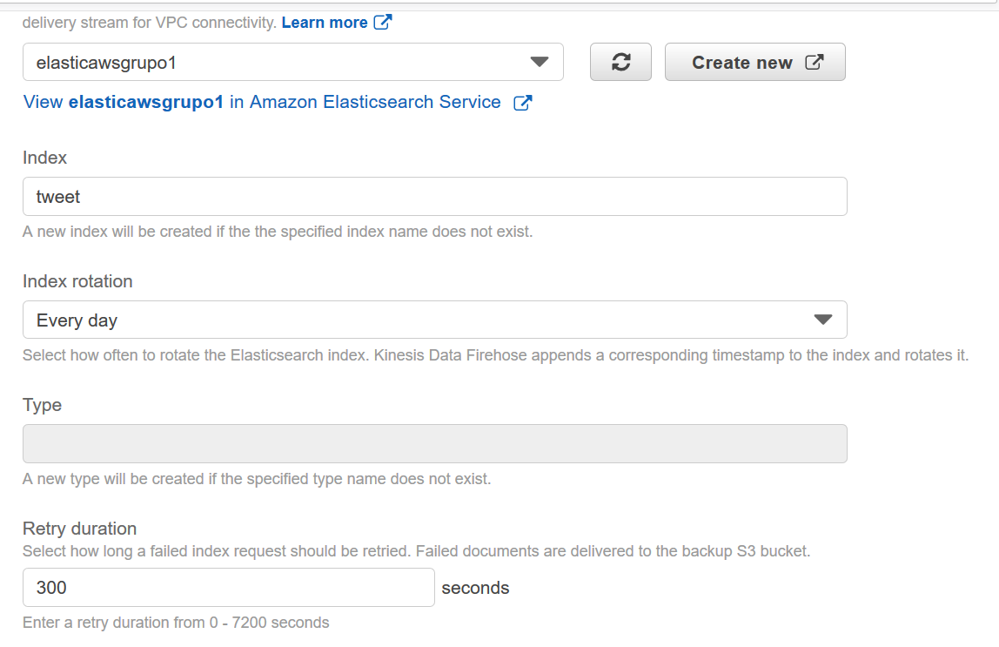 delivery stream for VPC connectivity. Learn more
elasticawsgrupo1
Create new
View elasticawsgrupo1 in Amazon Elasticsearch Service
Index
tweet
A new index will be created if the the specified index name does not exist.
Index rotation
Every day
Select how often to rotate the Elasticsearch index. Kinesis Data Firehose appends a corresponding timestamp to the index and rotates it.
Type
A new type will be created if the specified type name does not exist.
Retry duration
Select how long a failed index request should be retried. Failed documents are delivered to the backup S3 bucket.
300 seconds
Enter a retry duration from 0 - 7200 seconds